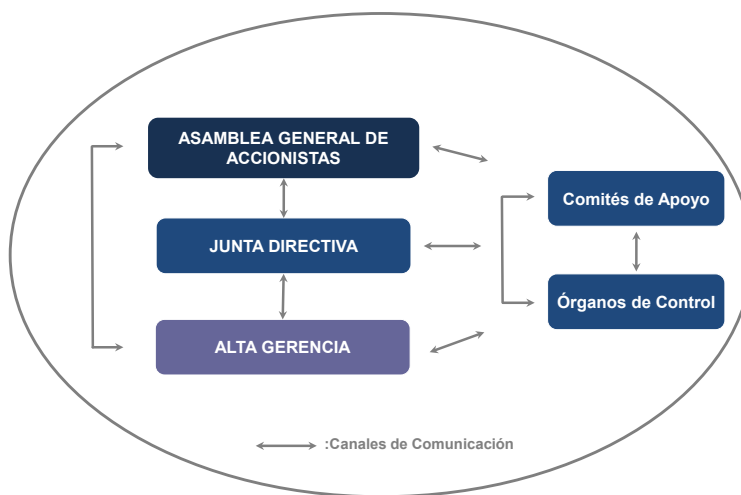 ASAMBLEA GENERAL DE
ACCIONISTAS
Comités de Apoyo
JUNTA DIRECTIVA
Órganos de Control
ALTA GERENCIA
:Canales de Comunicación